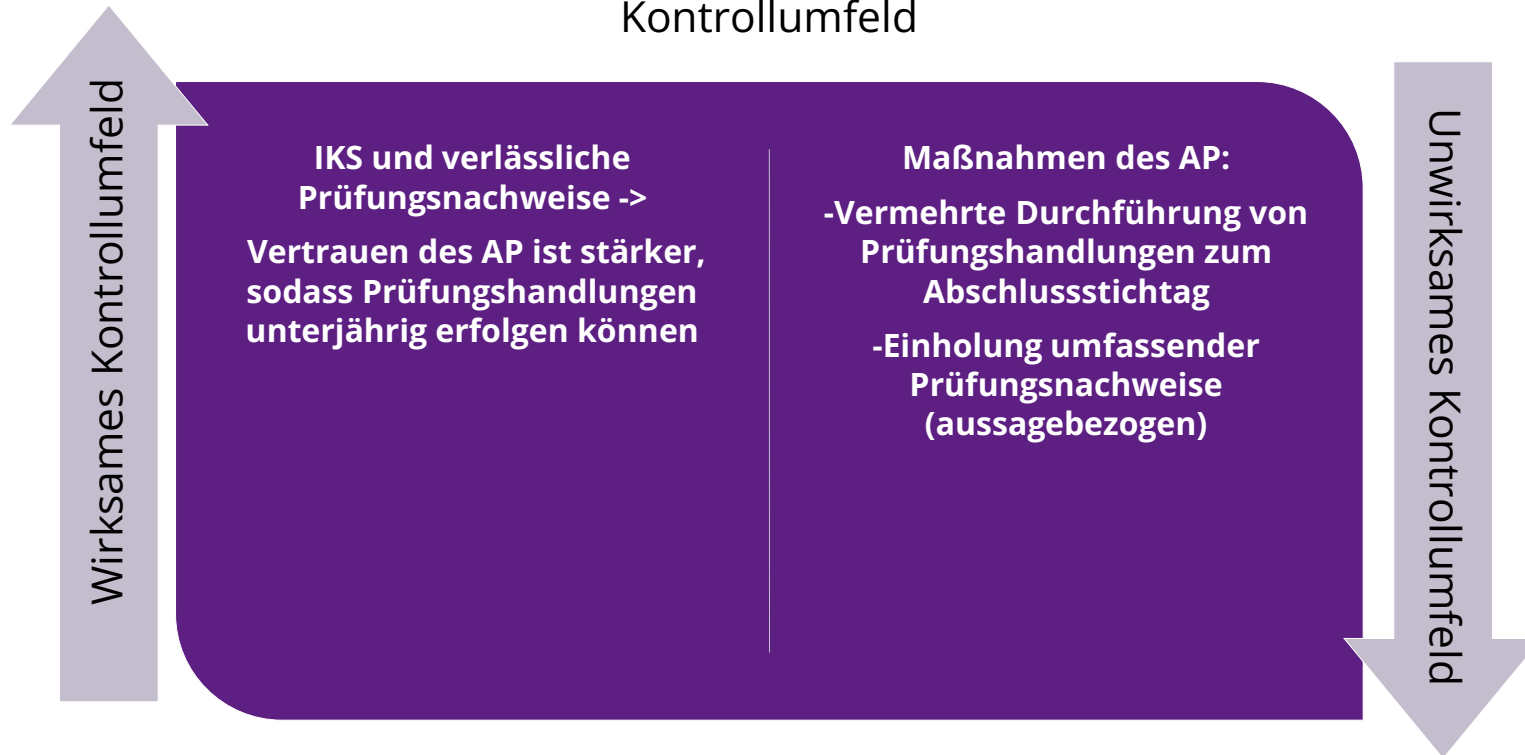 Kontrollumfeld
Wirksames Kontrollumfeld
IKS und verlässliche
Prüfungsnachweise ->
Vertrauen des AP ist stärker,
sodass Prüfungshandlungen
unterjährig erfolgen können
Maßnahmen des AP:
-Vermehrte Durchführung von
Prüfungshandlungen zum
Abschlussstichtag
-Einholung umfassender
Prüfungsnachweise
(aussagebezogen)
Unwirksames Kontrollumfeld